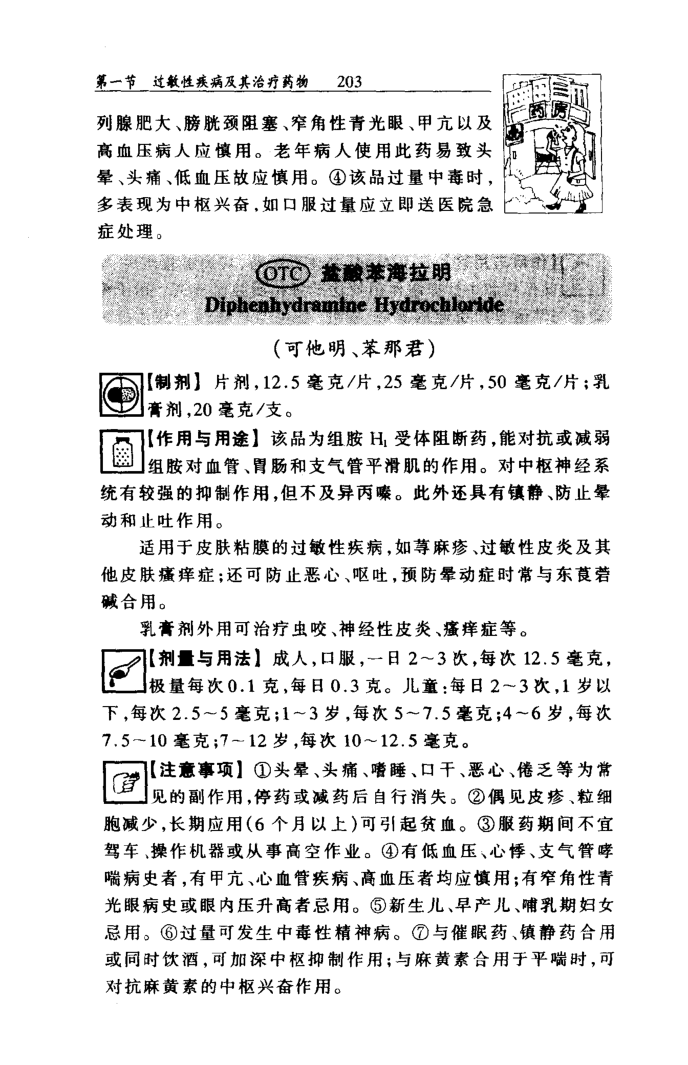 第一节　过敏性疾病及其治疗药物　203
药房
列腺肥大、膀胱颈阻塞、窄角性青光眼、甲亢以及
高血压病人应慎用。老年病人使用此药易致头
晕、头痛、低血压故应慎用。④该品过量中毒时，
多表现为中枢兴奋，如口服过量应立即送医院急
症处理。
OTC 盐酸苯海拉明
Diphenhydramine Hydrochloride
（可他明、苯那君）
【制剂】片剂，12.5 毫克/片，25 毫克/片，50 毫克/片；乳
膏剂，20 毫克/支。
【作用与用途】该品为组胺 H₁ 受体阻断药，能对抗或减弱
组胺对血管、胃肠和支气管平滑肌的作用。对中枢神经系
统有较强的抑制作用，但不及异丙嗪。此外还具有镇静、防止晕
动和止吐作用。
适用于皮肤粘膜的过敏性疾病，如荨麻疹、过敏性皮炎及其
他皮肤瘙痒症；还可防止恶心、呕吐，预防晕动症时常与东莨菪
碱合用。
乳膏剂外用可治疗虫咬、神经性皮炎、瘙痒症等。
【剂量与用法】成人，口服，一日 2～3 次，每次 12.5 毫克，
极量每次 0.1 克，每日 0.3 克。儿童：每日 2～3 次，1 岁以
下，每次 2.5～5 毫克；1～3 岁，每次 5～7.5 毫克；4～6 岁，每次
7.5～10 毫克；7～12 岁，每次 10～12.5 毫克。
【注意事项】①头晕、头痛、嗜睡、口干、恶心、倦乏等为常
见的副作用，停药或减药后自行消失。②偶见皮疹、粒细
胞减少，长期应用（6 个月以上）可引起贫血。③服药期间不宜
驾车、操作机器或从事高空作业。④有低血压、心悸、支气管哮
喘病史者，有甲亢、心血管疾病、高血压者均应慎用；有窄角性青
光眼病史或眼内压升高者忌用。⑤新生儿、早产儿、哺乳期妇女
忌用。⑥过量可发生中毒性精神病。⑦与催眠药、镇静药合用
或同时饮酒，可加深中枢抑制作用；与麻黄素合用于平喘时，可
对抗麻黄素的中枢兴奋作用。